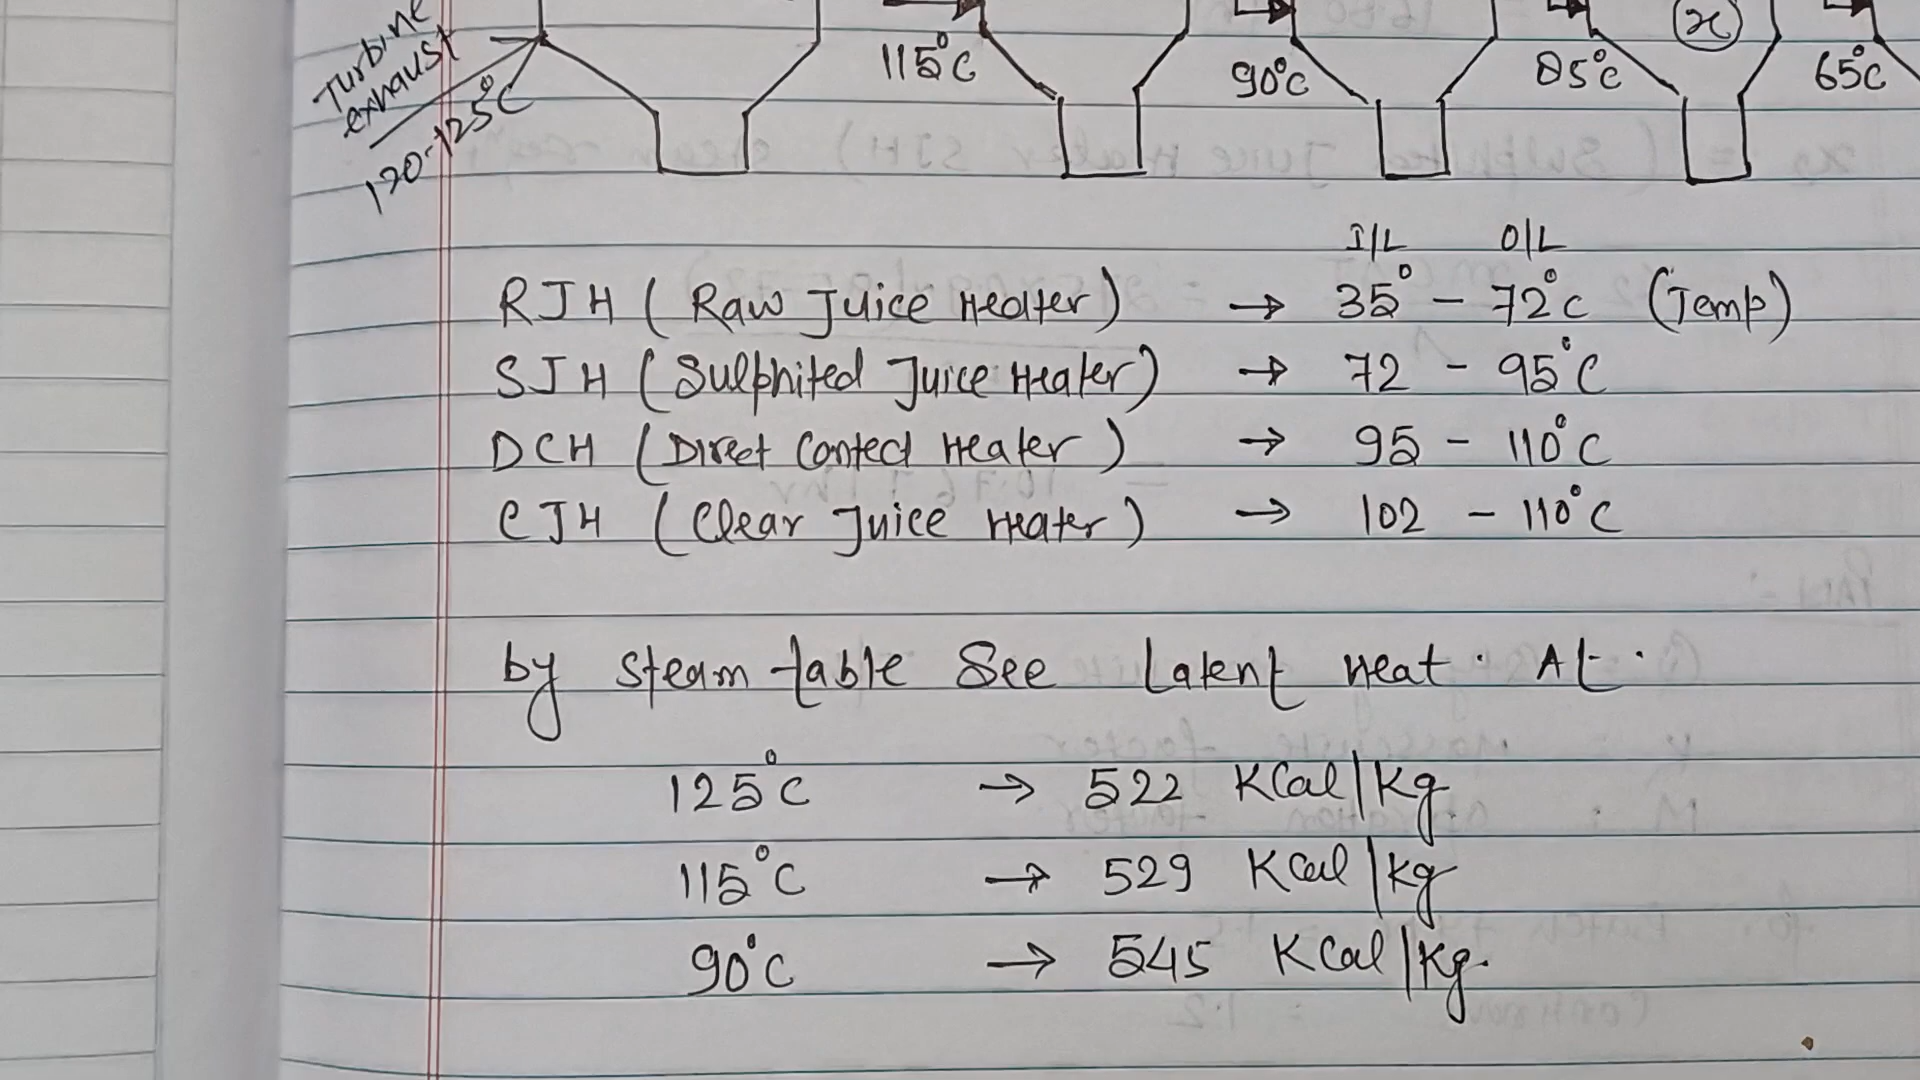 Turbine
exhaust
120-125°C
115°C
90°C
85°C
x
65°C
I/L O/L
RJH ( Raw Juice Heater) → 35° - 72°C (Temp)
SJH ( Sulphited Juice Heater) → 72 - 95°C
DCH ( Direct Contect Heater ) → 95 - 110°C
CJH ( Clear Juice Heater ) → 102 - 110°C
by steam table See Latent Heat. At.
125°C → 522 KCal/kg
115°C → 529 KCal/kg
90°C → 545 KCal/kg.